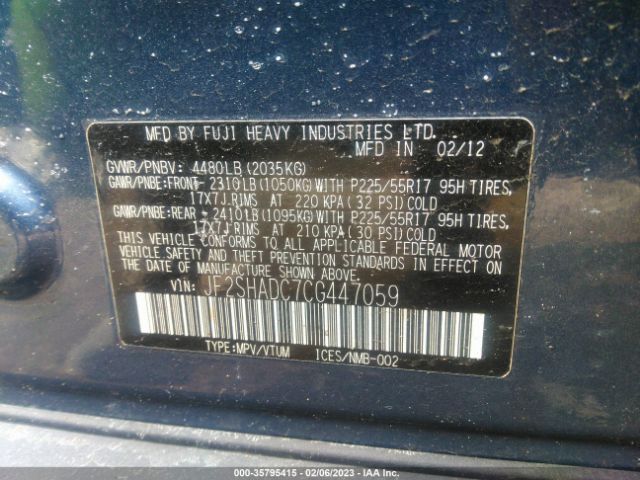 MFD BY FUJI HEAVY INDUSTRIES LTD.
MFD IN 02/12
GVWR/PNBV: 4480LB (2035KG)
GAWR/PNBE:FRONT- 2310LB(1050KG)WITH P225/55R17 95H TIRES,
17X7J RIMS AT 220 KPA(32 PSI)COLD
GAWR/PNBE:REAR - 2410LB(1095KG)WITH P225/55R17 95H TIRES,
17X7J RIMS AT 210 KPA(30 PSI)COLD
THIS VEHICLE CONFORMS TO ALL APPLICABLE FEDERAL MOTOR
VEHICLE SAFETY AND THEFT PREVENTION STANDARDS IN EFFECT ON
THE DATE OF MANUFACTURE SHOWN ABOVE.
VIN: JF2SHADC7CG447059
TYPE:MPV/VTUM ICES/NMB-002
000-35795415 - 02/06/2023 - IAA Inc.